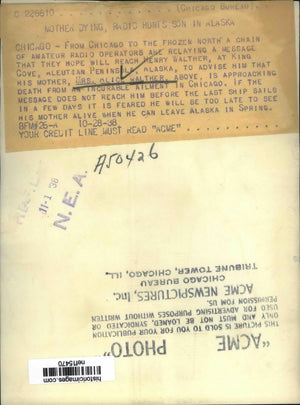 C 226610 (CHICAGO BUREAU)
MOTHER DYING, RADIO HUNTS SON IN ALASKA
CHICAGO - FROM CHICAGO TO THE FROZEN NORTH A CHAIN
OF AMATEUR RADIO OPERATORS ARE RELAYING A MESSAGE
THAT THEY HOPE WILL REACH HENRY WALTHER, AT KING
COVE, ALEUTIAN PENINSULA, ALASKA, TO ADVISE HIM THAT
HIS MOTHER, MRS. ALICE WALTHER, ABOVE, IS APPROACHING
DEATH FROM AN INCURABLE AILMENT IN CHICAGO. IF THE
MESSAGE DOES NOT REACH HIM BEFORE THE LAST SHIP SAILS
IN A FEW DAYS IT IS FEARED HE WILL BE TOO LATE TO SEE
HIS MOTHER ALIVE WHEN HE CAN LEAVE ALASKA IN SPRING.
10-28-38
YOUR CREDIT LINE MUST READ "ACME"
A50426
11-1-38
N.E.A.
"ACME
PHOTO"
THIS PICTURE IS SOLD TO YOU FOR YOUR
ONLY AND MUST NOT BE LOANED, SYNDICATED OR
USED FOR ADVERTISING PURPOSES WITHOUT WRITTEN
PERMISSION FROM US.
ACME NEWSPICTURES, Inc.
CHICAGO BUREAU
TRIBUNE TOWER, CHICAGO, ILL.
historicimages.com
nef15470